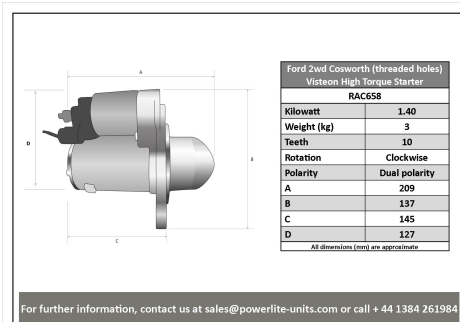 A
D
B
C
Ford 2wd Cosworth (threaded holes)
Visteon High Torque Starter
RAC658
Kilowatt 1.40
Weight (kg) 3
Teeth 10
Rotation Clockwise
Polarity Dual polarity
A 209
B 137
C 145
D 127
All dimensions (mm) are approximate
For further information, contact us at sales@powerlite-units.com or call + 44 1384 261984